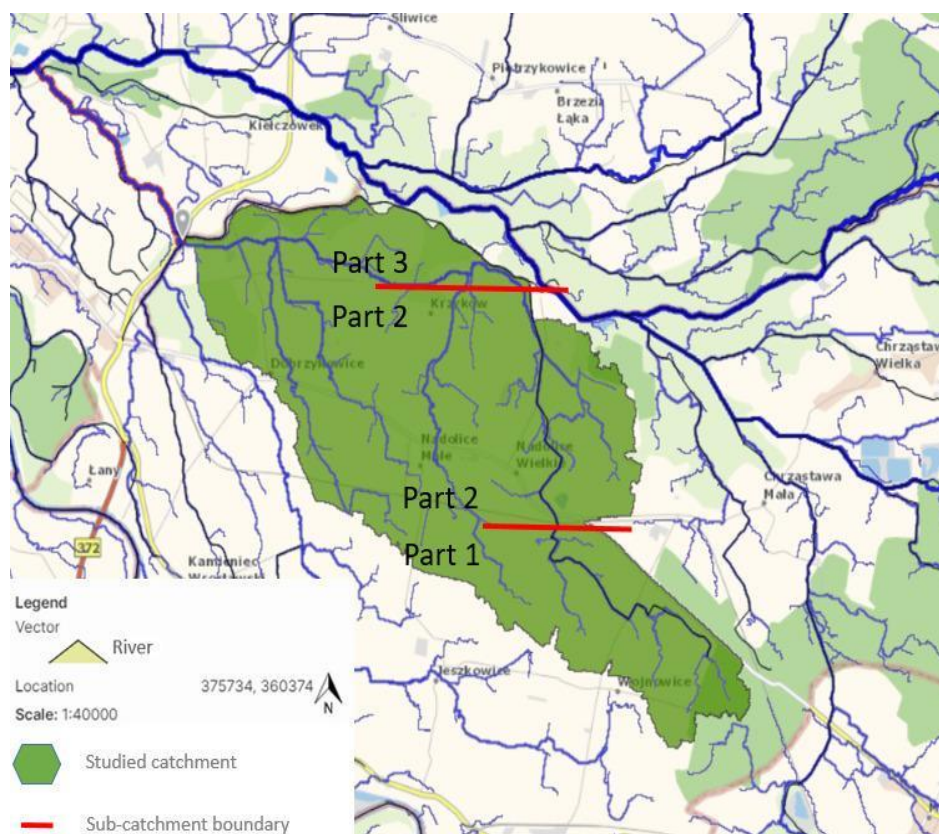 Śliwice
Pietrzykowice
Brzezia
Łąka
Kiełczówek
Part 3
Krzyków
Part 2
Chrząstawa
Wielka
Dobrzykowice
Nadolice
Małe
Nadolice
Wielkie
Łany
Chrząstawa
Mała
Part 2
372
Part 1
Kamieniec
Wrocławski
Legend
Vector
River
Jeszkowice
Location 375734, 360374
Wojnowice
Scale: 1:40000
N
Studied catchment
Sub-catchment boundary